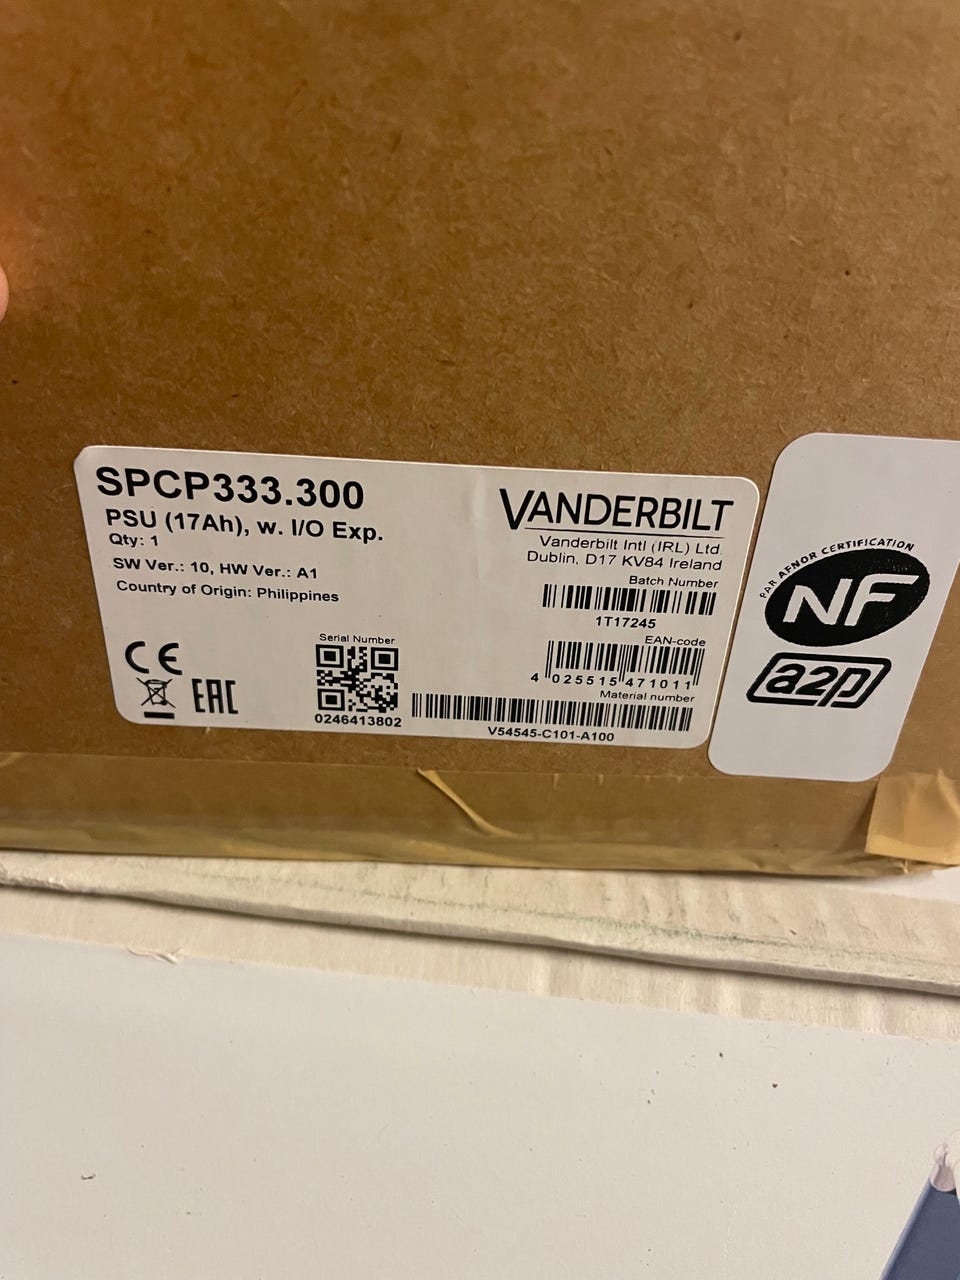 SPCP333.300
PSU (17Ah), w. I/O Exp.
Qty: 1
SW Ver.: 10, HW Ver.: A1
Country of Origin: Philippines
CE
EAC
Serial Number
0246413802
VANDERBILT
Vanderbilt Intl (IRL) Ltd.
Dublin, D17 KV84 Ireland
Batch Number
1T17245
EAN-code
4 025515 471011
Material number
V54545-C101-A100
PAR AFNOR CERTIFICATION
NF
a2p